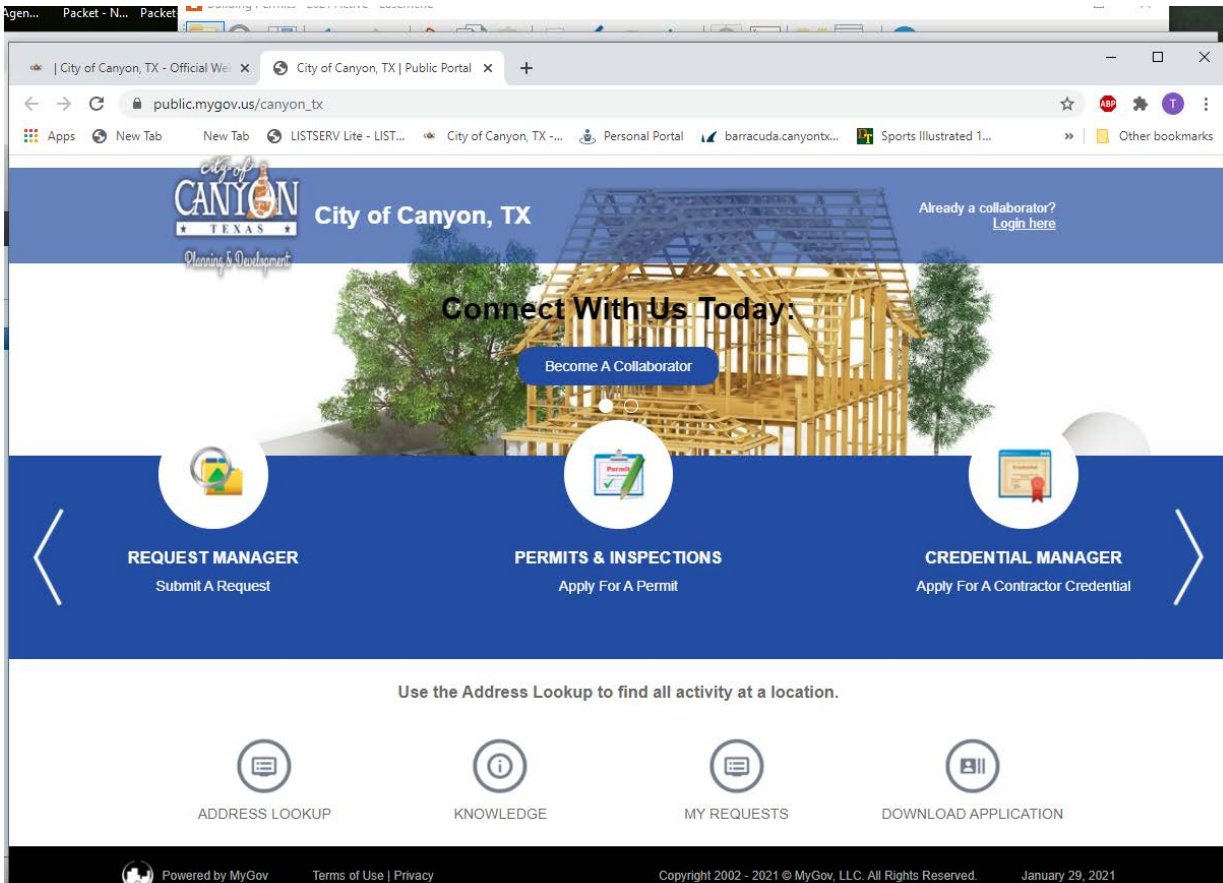 Agen... Packet - N... Packet
| City of Canyon, TX - Official We
City of Canyon, TX | Public Portal
public.mygov.us/canyon_tx
ABP
T
Apps New Tab New Tab LISTSERV Lite - LIST... City of Canyon, TX -... Personal Portal barracuda.canyontx... Sports Illustrated 1... » Other bookmarks
city of
CANYON
TEXAS
Planning & Development
City of Canyon, TX
Already a collaborator?
Login here
Connect With Us Today:
Become A Collaborator
Permit
REQUEST MANAGER
Submit A Request
PERMITS & INSPECTIONS
Apply For A Permit
CREDENTIAL MANAGER
Apply For A Contractor Credential
Use the Address Lookup to find all activity at a location.
ADDRESS LOOKUP
KNOWLEDGE
MY REQUESTS
DOWNLOAD APPLICATION
Powered by MyGov Terms of Use | Privacy Copyright 2002 - 2021 © MyGov, LLC. All Rights Reserved. January 29, 2021